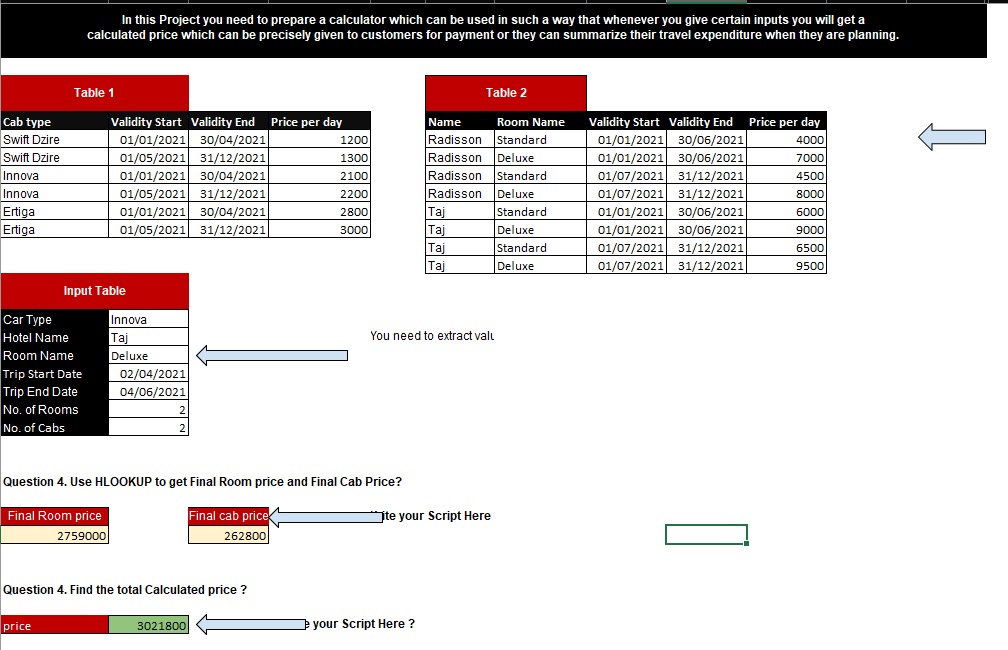 In this Project you need to prepare a calculator which can be used in such a way that whenever you give certain inputs you will get a
calculated price which can be precisely given to customers for payment or they can summarize their travel expenditure when they are planning.
Table 1
Cab type Validity Start Validity End Price per day
Swift Dzire 01/01/2021 30/04/2021 1200
Swift Dzire 01/05/2021 31/12/2021 1300
Innova 01/01/2021 30/04/2021 2100
Innova 01/05/2021 31/12/2021 2200
Ertiga 01/01/2021 30/04/2021 2800
Ertiga 01/05/2021 31/12/2021 3000
Table 2
Name Room Name Validity Start Validity End Price per day
Radisson Standard 01/01/2021 30/06/2021 4000
Radisson Deluxe 01/01/2021 30/06/2021 7000
Radisson Standard 01/07/2021 31/12/2021 4500
Radisson Deluxe 01/07/2021 31/12/2021 8000
Taj Standard 01/01/2021 30/06/2021 6000
Taj Deluxe 01/01/2021 30/06/2021 9000
Taj Standard 01/07/2021 31/12/2021 6500
Taj Deluxe 01/07/2021 31/12/2021 9500
Input Table
Car Type Innova
Hotel Name Taj
Room Name Deluxe
Trip Start Date 02/04/2021
Trip End Date 04/06/2021
No. of Rooms 2
No. of Cabs 2
You need to extract
Question 4. Use HLOOKUP to get Final Room price and Final Cab Price?
Final Room price Final cab price
your Script Here
2759000 262800
Question 4. Find the total Calculated price ?
price 3021800
your Script Here ?